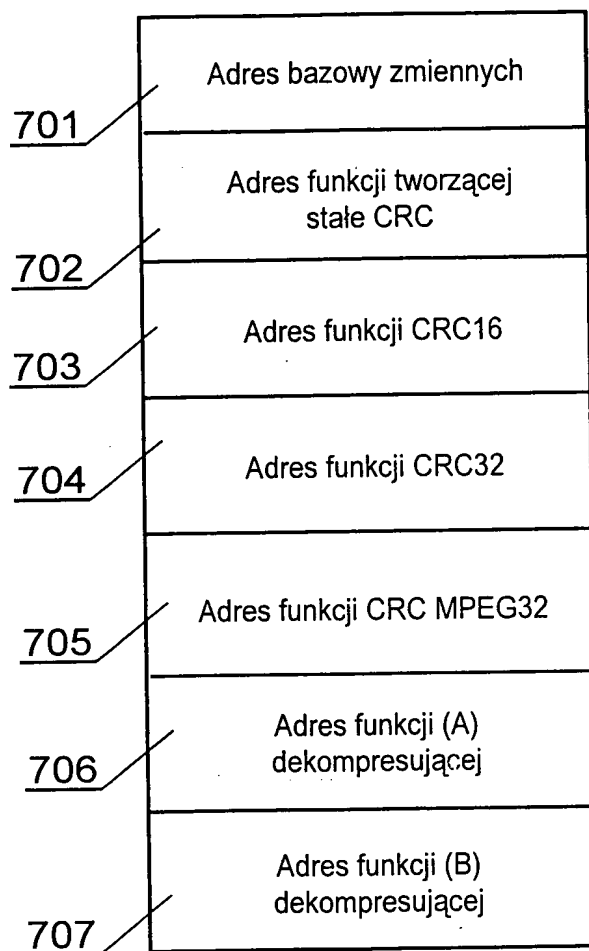 701
Adres bazowy zmiennych
702
Adres funkcji tworzącej
stałe CRC
703
Adres funkcji CRC16
704
Adres funkcji CRC32
705
Adres funkcji CRC MPEG32
706
Adres funkcji (A)
dekompresującej
707
Adres funkcji (B)
dekompresującej